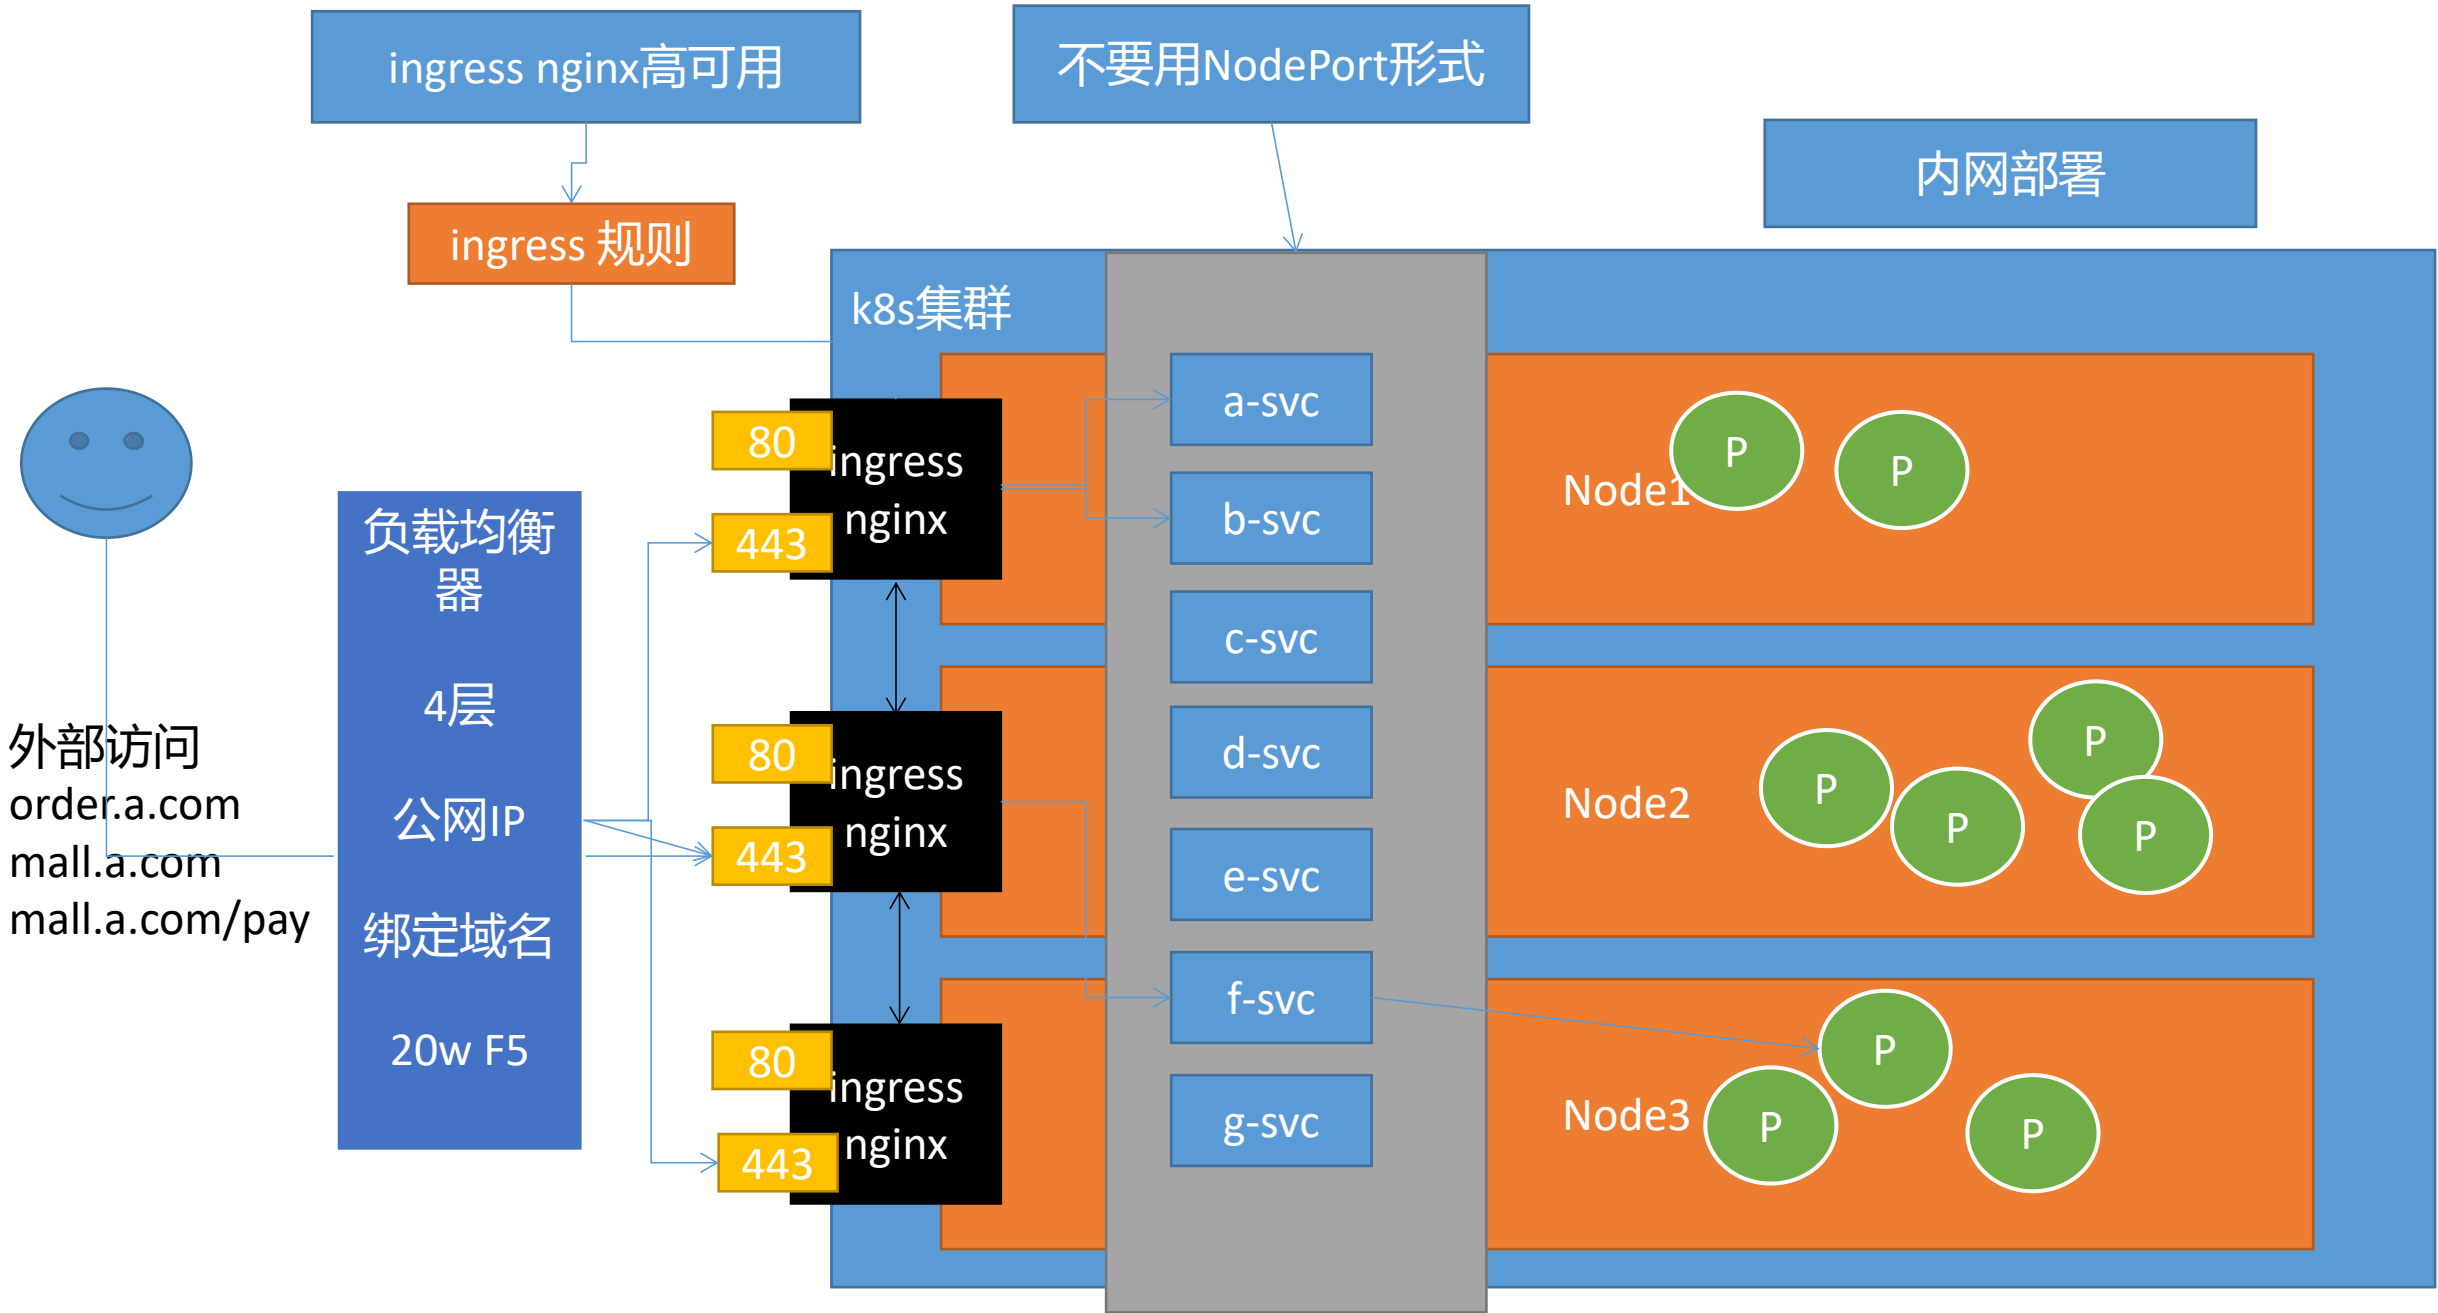 ingress nginx高可用
不要用NodePort形式
内网部署
ingress 规则
k8s集群
负载均衡
器
4层
公网IP
绑定域名
20w F5
外部访问
order.a.com
mall.a.com
mall.a.com/pay
80
443
ingress
nginx
80
443
ingress
nginx
80
443
ingress
nginx
a-svc
b-svc
c-svc
d-svc
e-svc
f-svc
g-svc
Node1
P
P
Node2
P
P
P
P
Node3
P
P
P